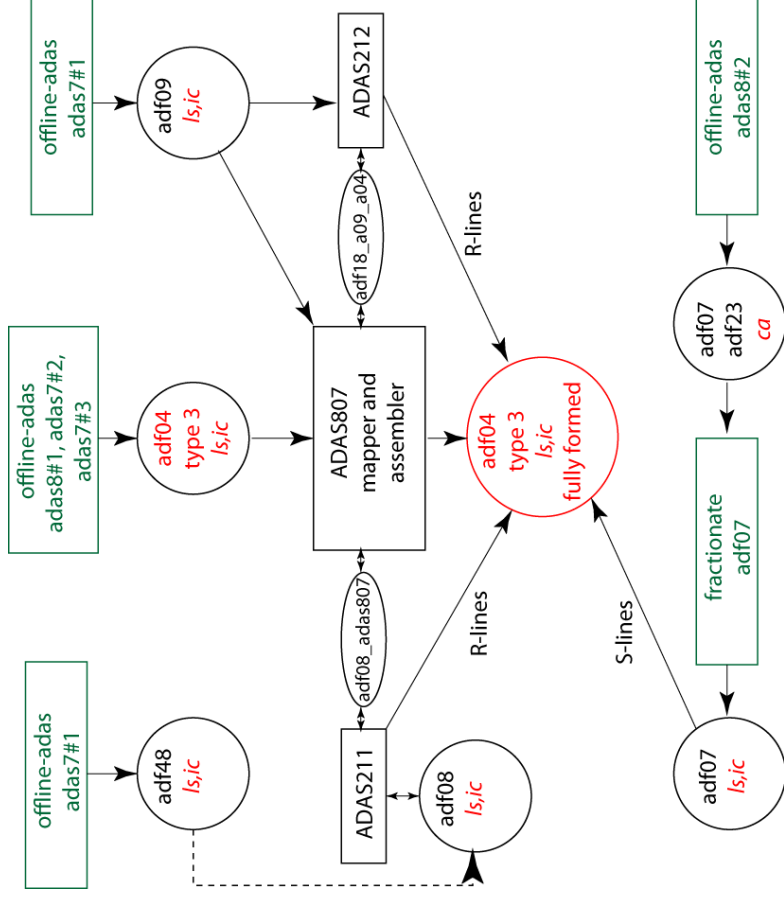 offline-adas
adas7#1
adf48
ls,ic
ADAS211
adf08
ls,ic
adf08_adas807
R-lines
offline-adas
adas8#1, adas7#2,
adas7#3
adf04
type 3
ls,ic
ADAS807
mapper and
assembler
adf04
type 3
ls,ic
fully formed
offline-adas
adas7#1
adf09
ls,ic
adf18_a09_a04
ADAS212
R-lines
S-lines
adf07
ls,ic
fractionate
adf07
adf07
adf23
ca
offline-adas
adas8#2